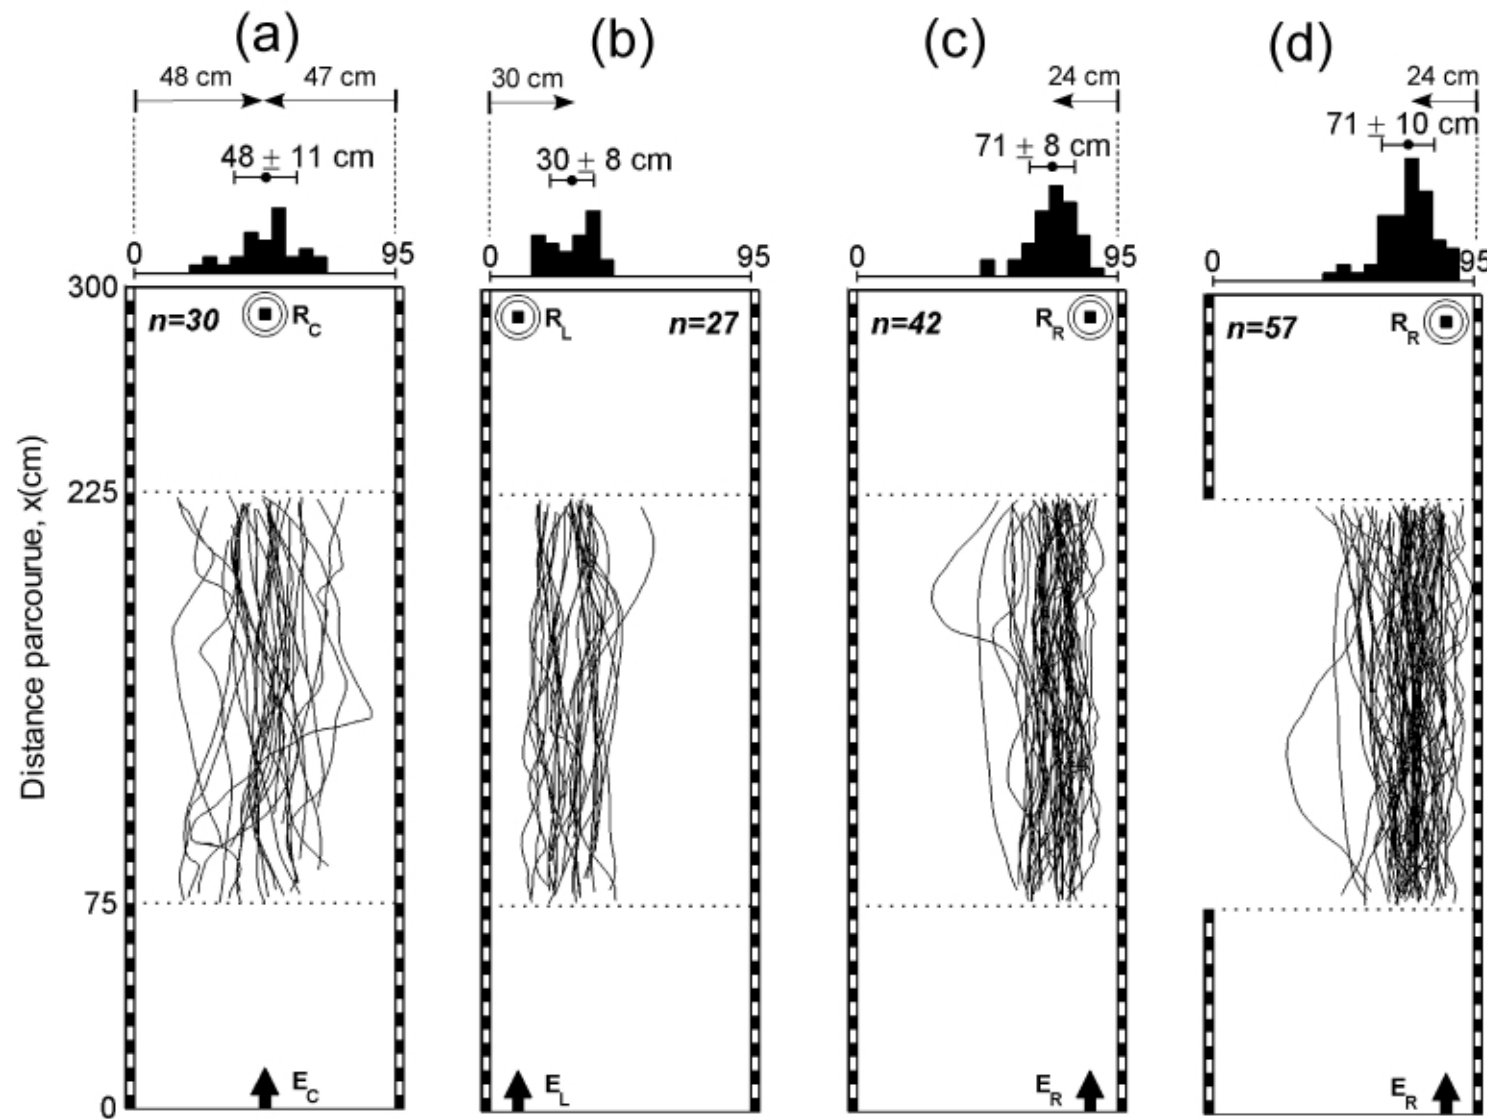 (a)
(b)
(c)
(d)
48 cm 47 cm
30 cm
24 cm
24 cm
48 ± 11 cm
30 ± 8 cm
71 ± 8 cm
71 ± 10 cm
0 95
0 95
0 95
0 95
300
n=30 R_C
R_L n=27
n=42 R_R
n=57 R_R
225
Distance parcourue, x(cm)
75
0
E_C
E_L
E_R
E_R